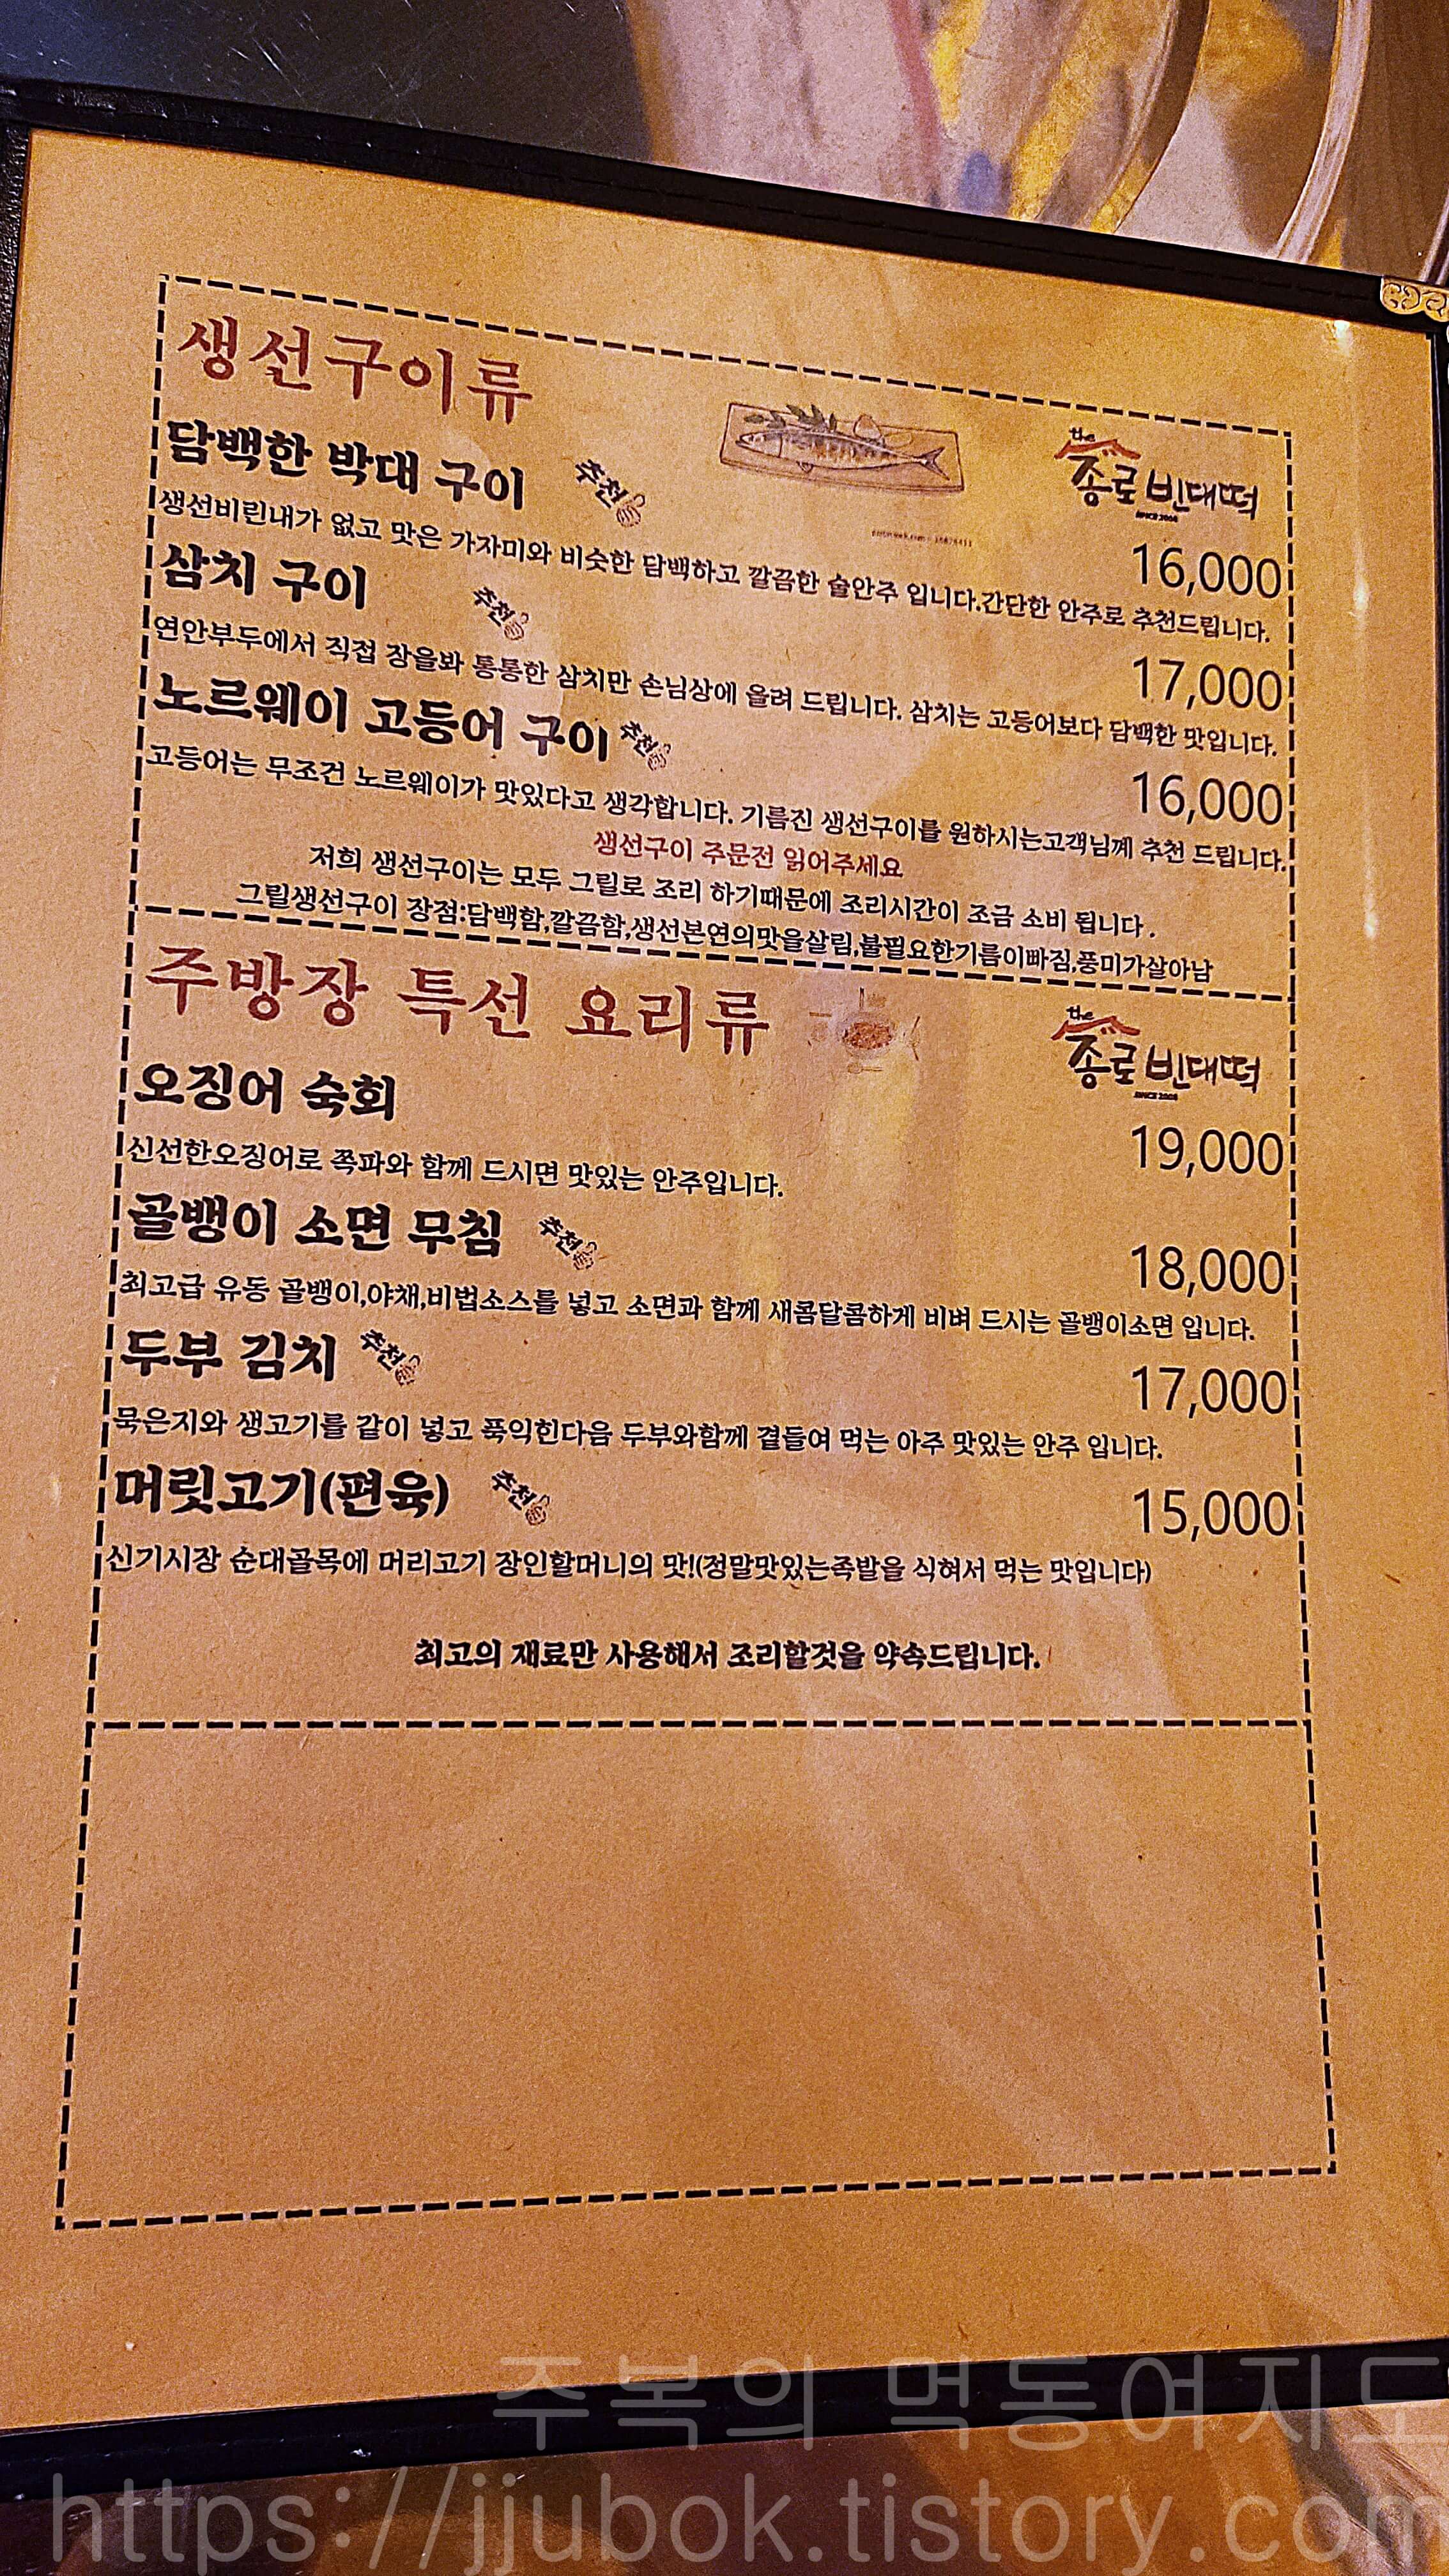 생선구이류
the
종로 빈대떡
담백한 박대 구이 추천 16,000
생선비린내가 없고 맛은 가자미와 비슷한 담백하고 깔끔한 술안주 입니다.간단한 안주로 추천드립니다.
삼치 구이 추천 17,000
연안부두에서 직접 장을봐 통통한 삼치만 손님상에 올려 드립니다. 삼치는 고등어보다 담백한 맛입니다.
노르웨이 고등어 구이 추천 16,000
고등어는 무조건 노르웨이가 맛있다고 생각합니다. 기름진 생선구이를 원하시는고객님께 추천 드립니다.
생선구이 주문전 읽어주세요
저희 생선구이는 모두 그릴로 조리 하기때문에 조리시간이 조금 소비 됩니다.
그릴생선구이 장점:담백함,깔끔함,생선본연의맛을살림,불필요한기름이빠짐,풍미가살아남
주방장 특선 요리류
the
종로 빈대떡
오징어 숙회 19,000
신선한오징어로 쪽파와 함께 드시면 맛있는 안주입니다.
골뱅이 소면 무침 추천 18,000
최고급 유동 골뱅이,야채,비법소스를 넣고 소면과 함께 새콤달콤하게 비벼 드시는 골뱅이소면 입니다.
두부 김치 추천 17,000
묵은지와 생고기를 같이 넣고 푹익힌다음 두부와함께 곁들여 먹는 아주 맛있는 안주 입니다.
머릿고기(편육) 추천 15,000
신기시장 순대골목에 머리고기 장인할머니의 맛!(정말맛있는족발을 식혀서 먹는 맛입니다)
최고의 재료만 사용해서 조리할것을 약속드립니다.
주복의 먹동여지도
https://jjubok.tistory.com